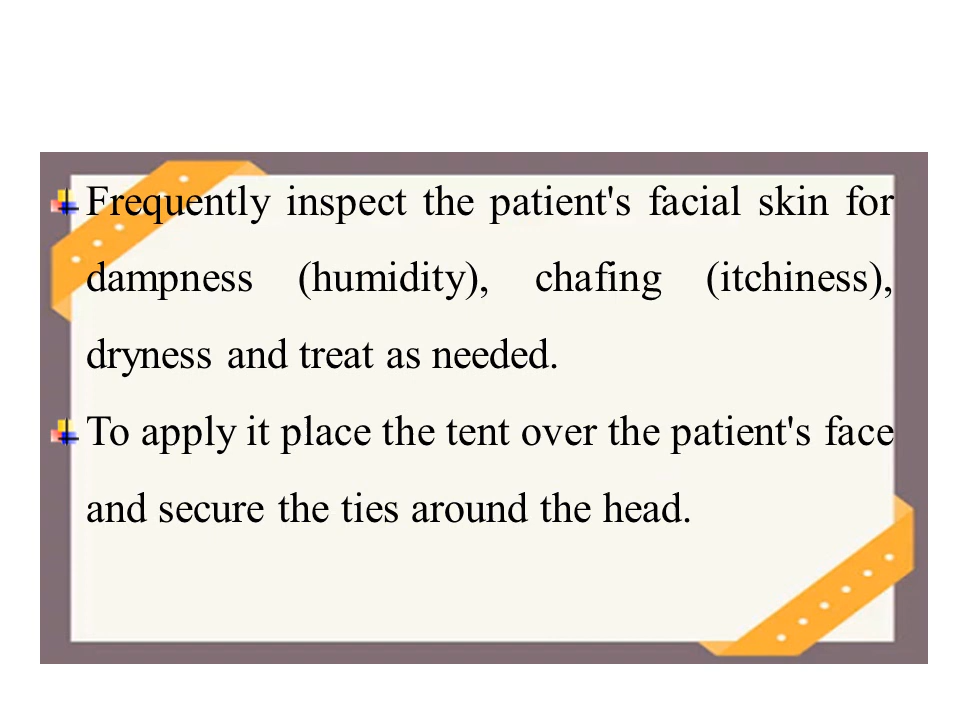 Frequently inspect the patient's facial skin for
dampness (humidity), chafing (itchiness),
dryness and treat as needed.
To apply it place the tent over the patient's face
and secure the ties around the head.